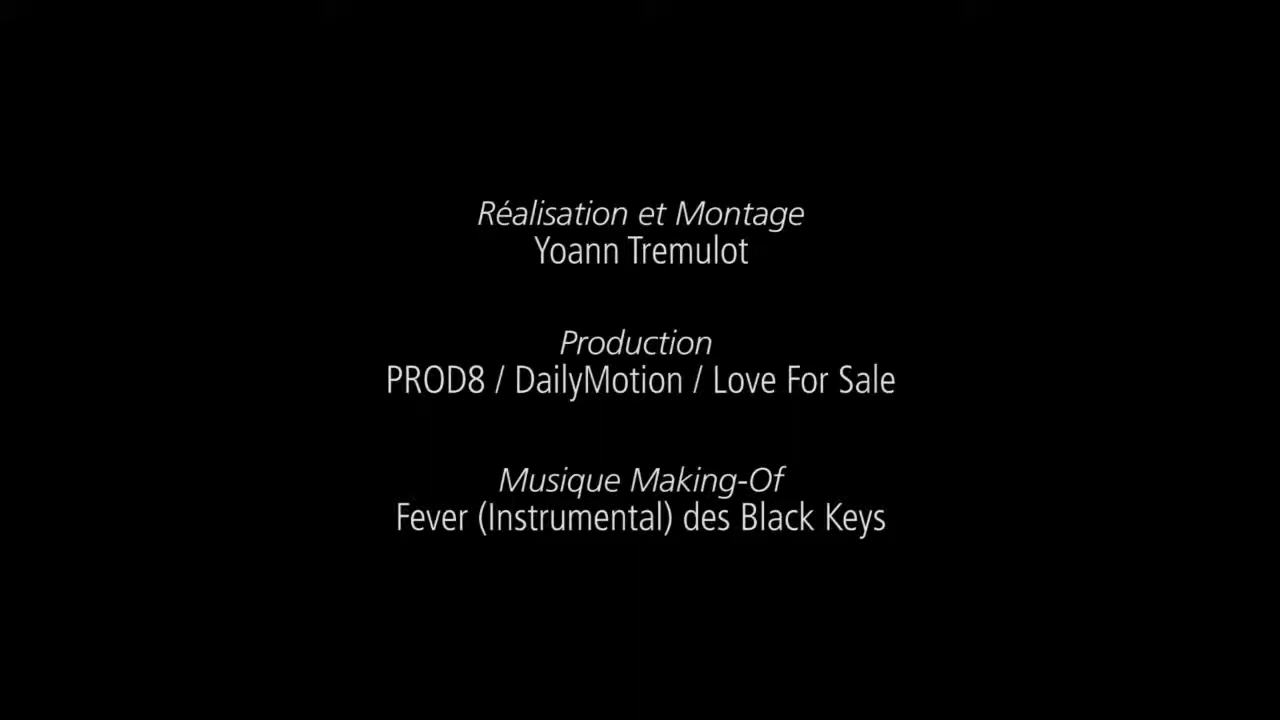 Réalisation et Montage
Yoann Tremulot
Production
PROD8 / DailyMotion / Love For Sale
Musique Making-Of
Fever (Instrumental) des Black Keys